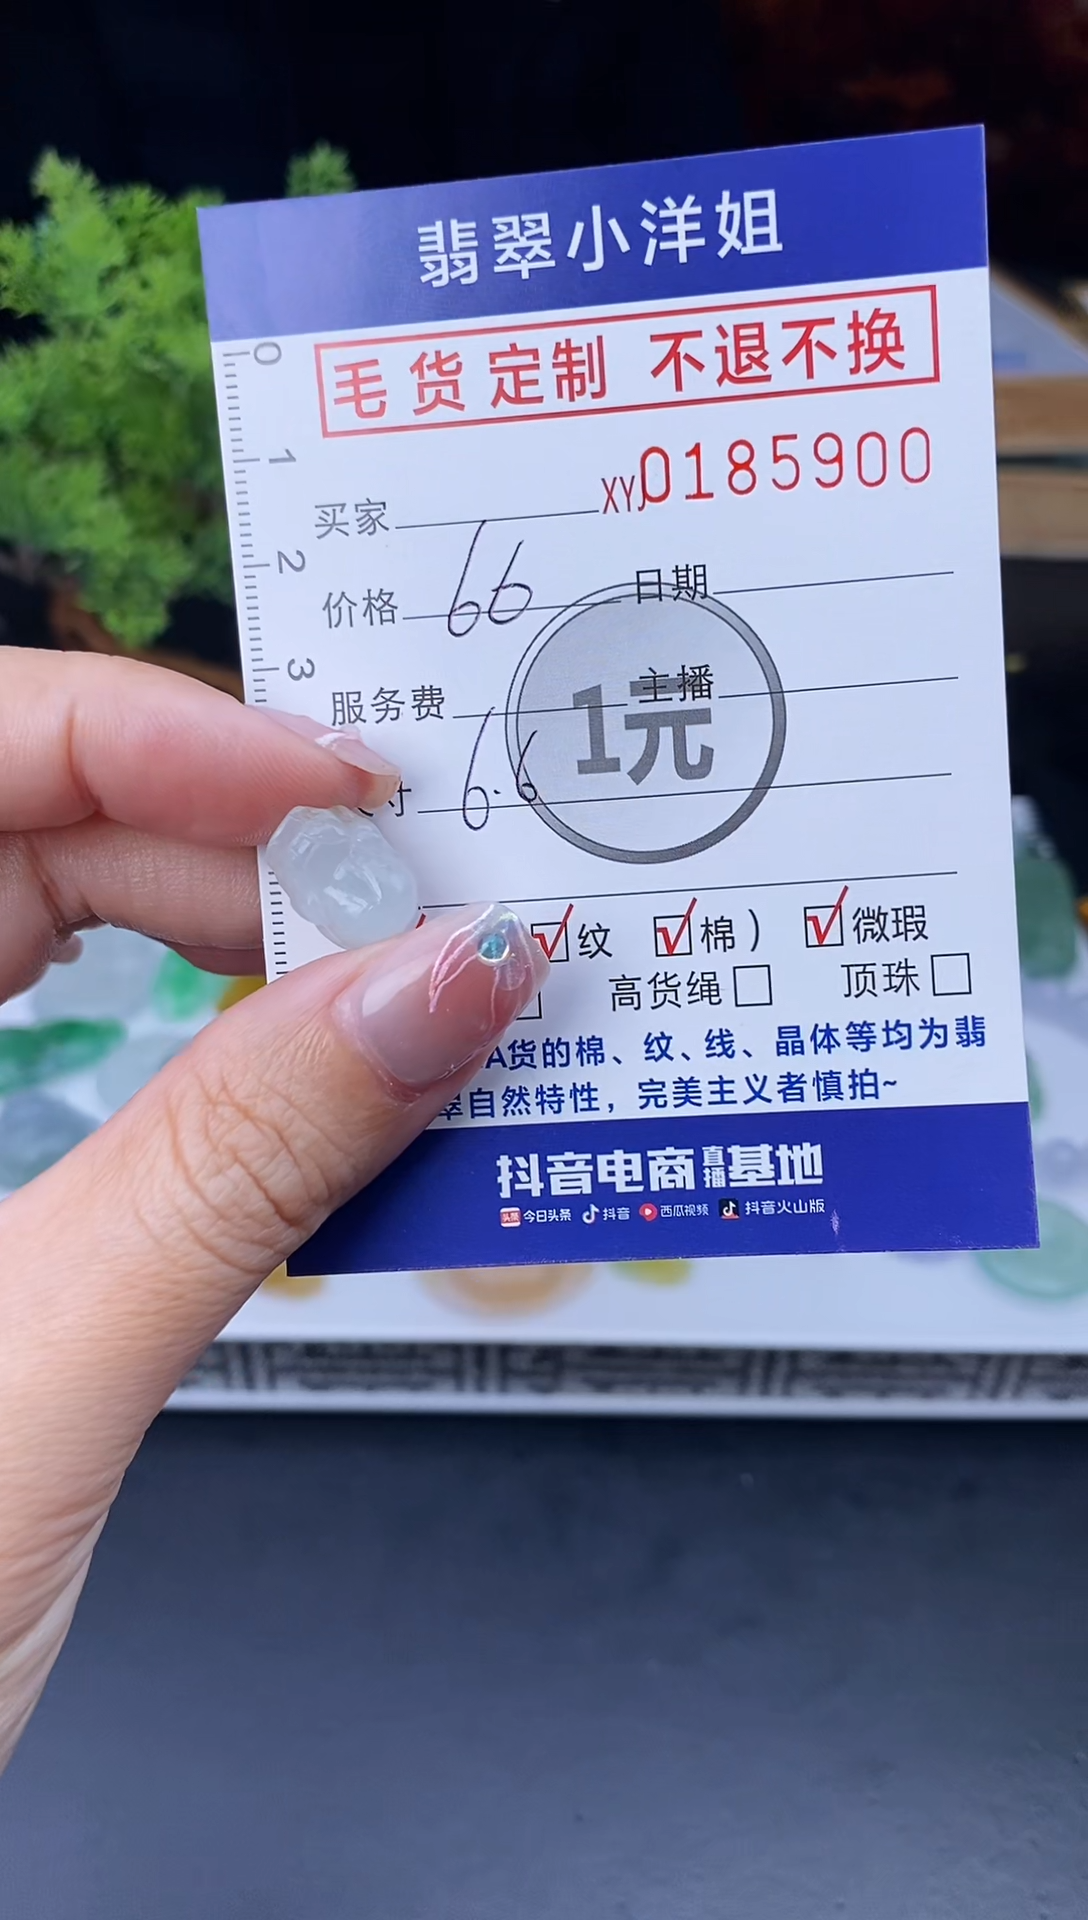 翡翠小洋姐
毛货定制 不退不换
0
1
2
3
XY0185900
买家
价格 66 日期
服务费 主播
1元
寸 6.6
纹 棉） 微瑕
高货绳 顶珠
A货的棉、纹、线、晶体等均为翡
翠自然特性，完美主义者慎拍~
抖音电商直播基地
头条 今日头条 抖音 西瓜视频 抖音火山版